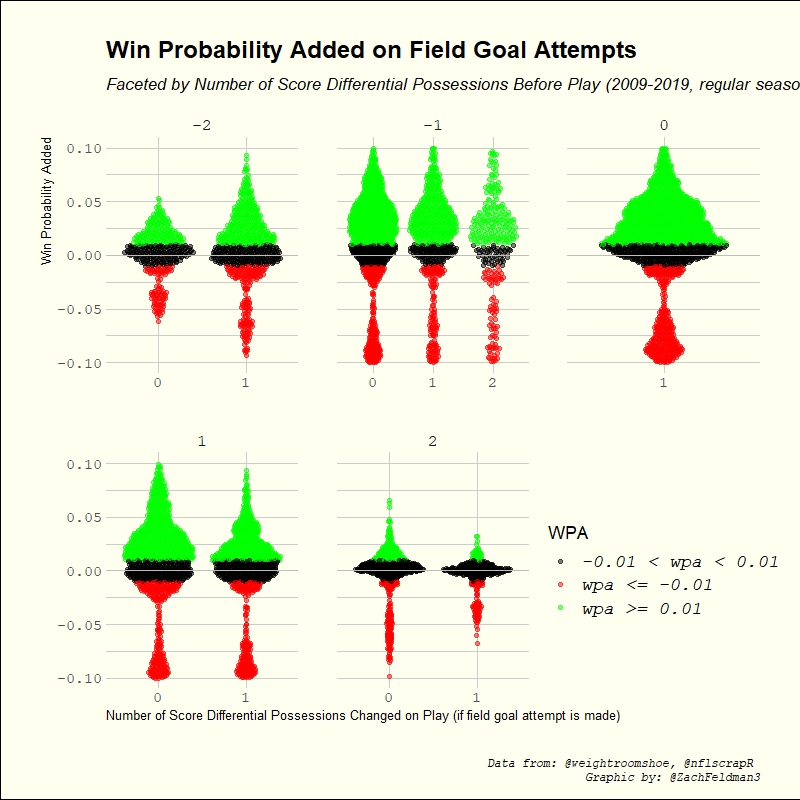 Win Probability Added on Field Goal Attempts
Faceted by Number of Score Differential Possessions Before Play (2009-2019, regular seaso
-2
-1
0
Win Probability Added
0.10
0.05
0.00
-0.05
-0.10
0 1
0 1 2
1
1
2
0.10
0.05
0.00
-0.05
-0.10
0 1
0 1
WPA
-0.01 < wpa < 0.01
wpa <= -0.01
wpa >= 0.01
Number of Score Differential Possessions Changed on Play (if field goal attempt is made)
Data from: @weightroomshoe, @nflscrapR
Graphic by: @ZachFeldman3